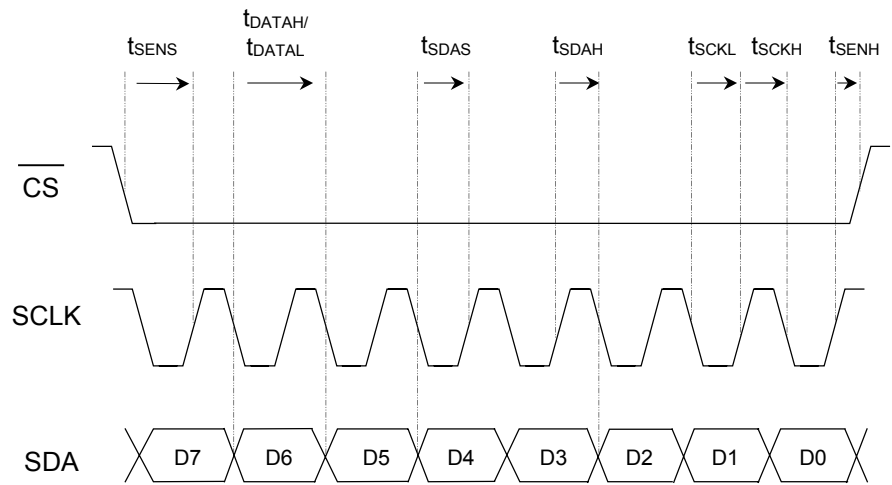 tSENS tDATAH/ tDATAL tSDAS tSDAH tSCKL tSCKH tSENH
CS
SCLK
SDA D7 D6 D5 D4 D3 D2 D1 D0